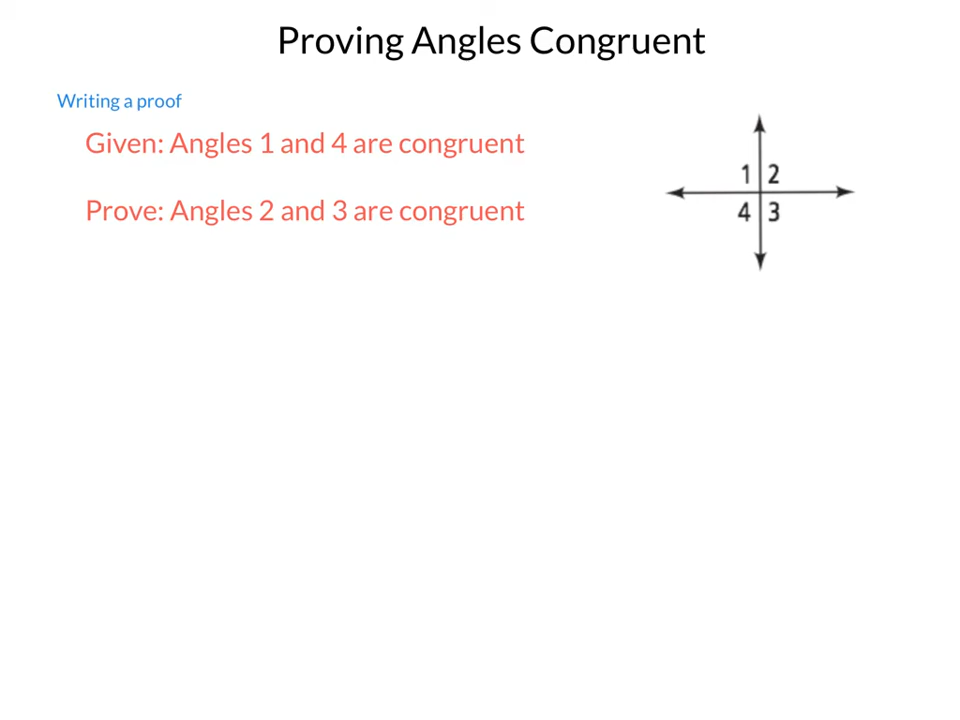 Proving Angles Congruent
Writing a proof
Given: Angles 1 and 4 are congruent
Prove: Angles 2 and 3 are congruent
1 2
4 3